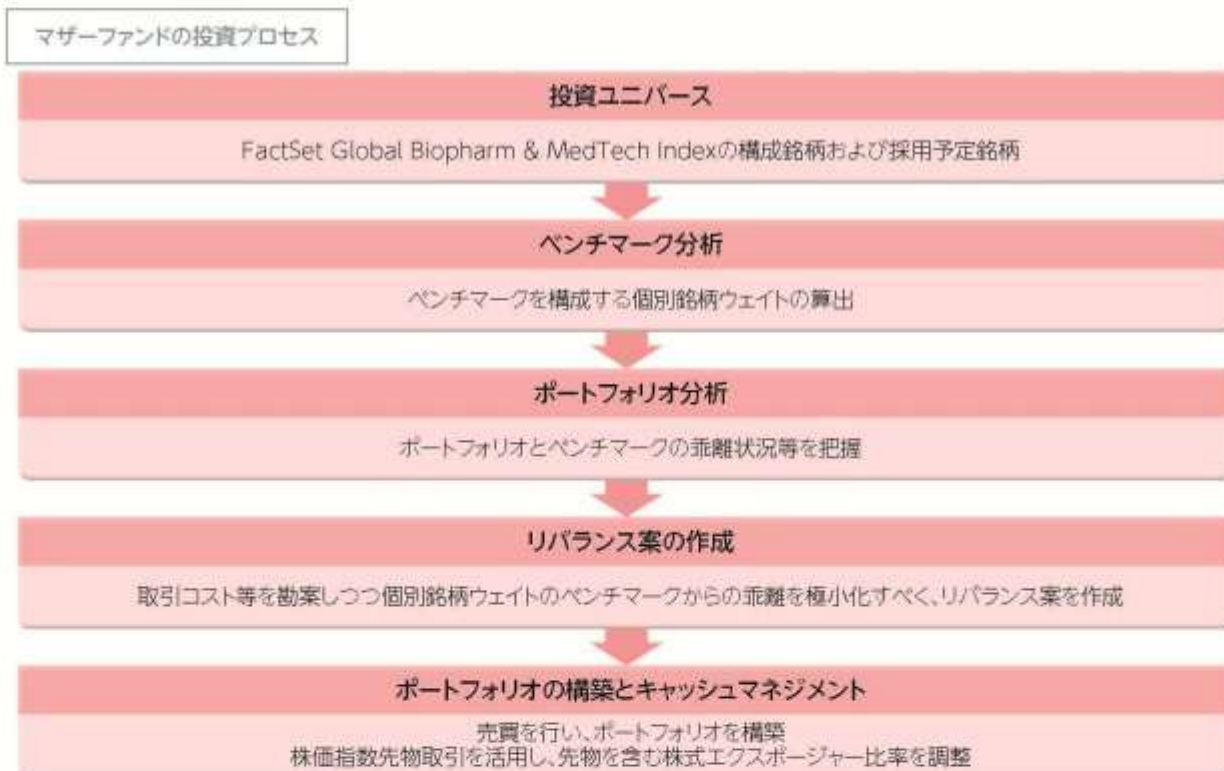 マザーファンドの投資プロセス
投資ユニバース
FactSet Global Biopharm & MedTech Indexの構成銘柄および採用予定銘柄
ベンチマーク分析
ベンチマークを構成する個別銘柄ウェイトの算出
ポートフォリオ分析
ポートフォリオとベンチマークの乖離状況等を把握
リバランス案の作成
取引コスト等を勘案しつつ個別銘柄ウェイトのベンチマークからの乖離を極小化すべく、リバランス案を作成
ポートフォリオの構築とキャッシュマネジメント
売買を行い、ポートフォリオを構築
株価指数先物取引を活用し、先物を含む株式エクスポージャー比率を調整